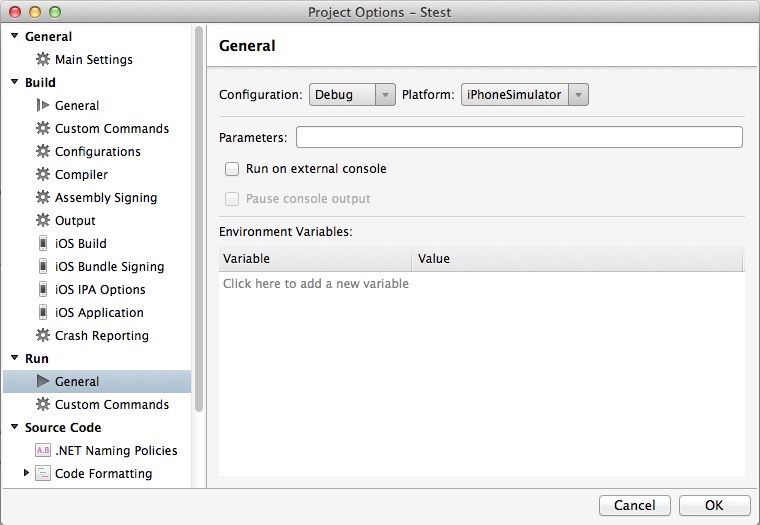 Project Options – Stest
General
Main Settings
Build
General
Custom Commands
Configurations
Compiler
Assembly Signing
Output
iOS Build
iOS Bundle Signing
iOS IPA Options
iOS Application
Crash Reporting
Run
General
Custom Commands
Source Code
A.B .NET Naming Policies
Code Formatting
General
Configuration: Debug Platform: iPhoneSimulator
Parameters:
Run on external console
Pause console output
Environment Variables:
Variable Value
Click here to add a new variable
Cancel OK